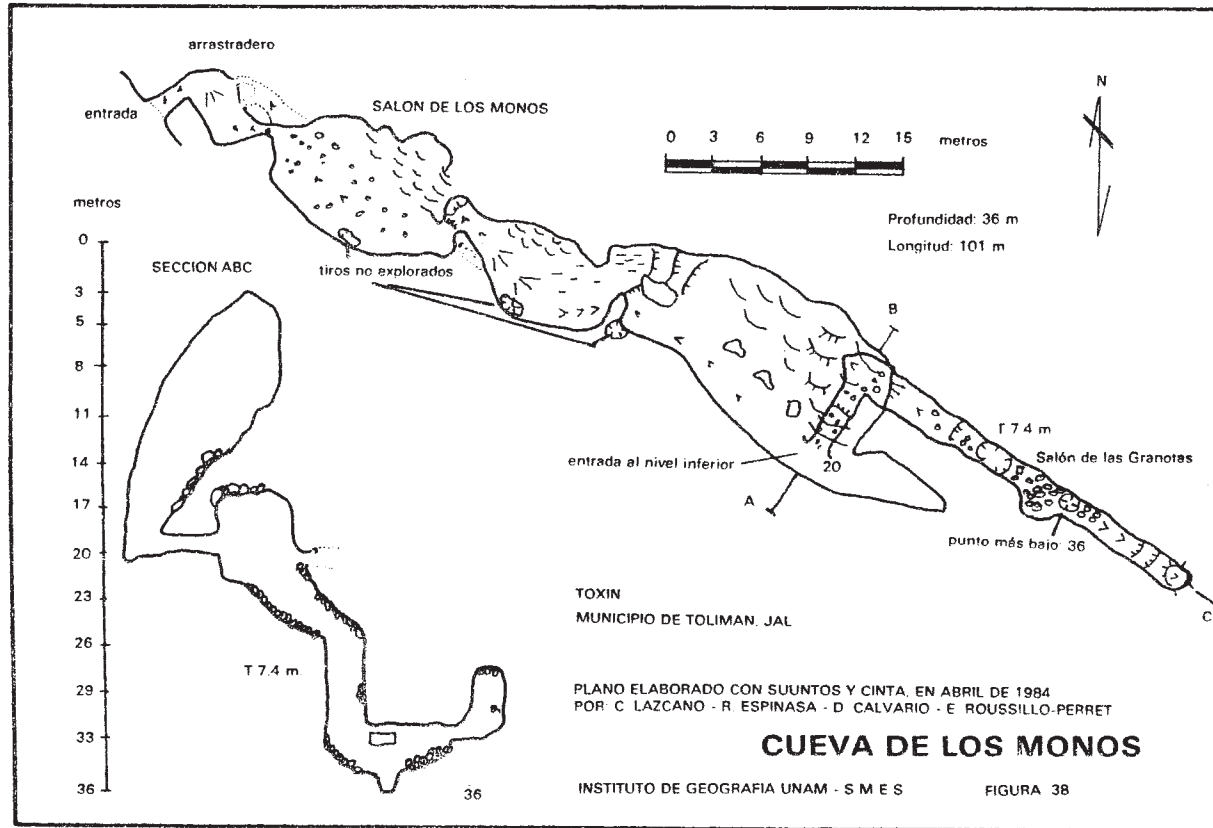 arrastradero
entrada
SALON DE LOS MONOS
0 3 6 9 12 15 metros
N
Profundidad: 36 m
Longitud: 101 m
metros
0
3
5
8
11
14
17
20
23
26
29
33
36
SECCION ABC
tiros no explorados
B
T 7.4 m
Salón de las Granotas
entrada al nivel inferior
20
A
punto más bajo: 36
C
T 7.4 m.
36
TOXIN
MUNICIPIO DE TOLIMAN. JAL
PLANO ELABORADO CON SUUNTOS Y CINTA, EN ABRIL DE 1984
POR: C. LAZCANO - R. ESPINASA - D. CALVARIO - E. ROUSSILLO-PERRET
CUEVA DE LOS MONOS
INSTITUTO DE GEOGRAFIA UNAM - S M E S
FIGURA 38